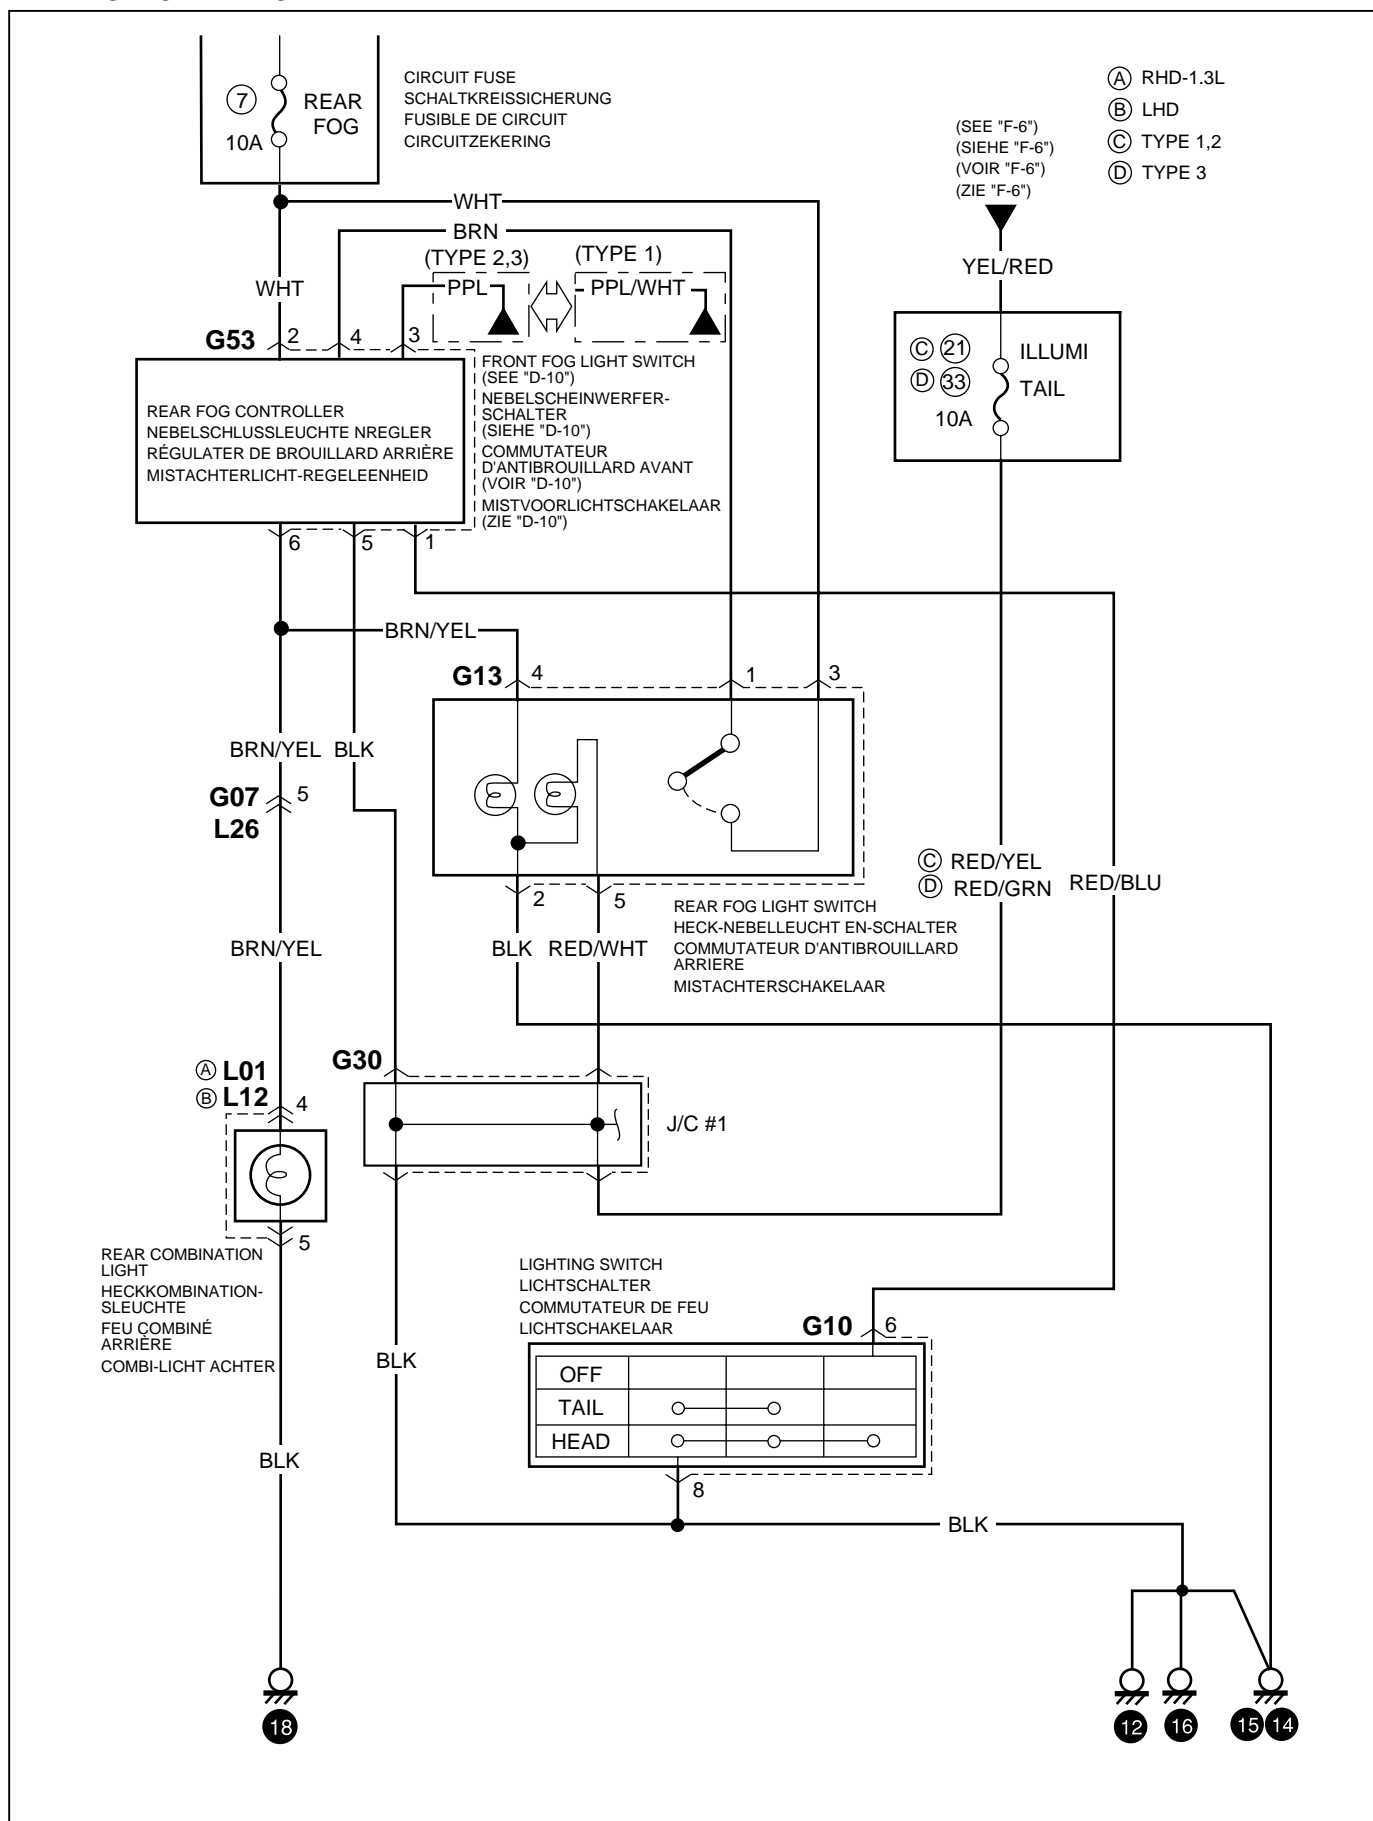 7
REAR
FOG
10A
CIRCUIT FUSE
SCHALTKREISSICHERUNG
FUSIBLE DE CIRCUIT
CIRCUITZEKERING
(SEE "F-6")
(SIEHE "F-6")
(VOIR "F-6")
(ZIE "F-6")
A RHD-1.3L
B LHD
C TYPE 1,2
D TYPE 3
WHT
BRN
(TYPE 2,3) (TYPE 1)
YEL/RED
WHT
PPL PPL/WHT
G53 2 4 3
C 21 ILLUMI
D 33 TAIL
10A
FRONT FOG LIGHT SWITCH
(SEE "D-10")
NEBELSCHEINWERFER-
SCHALTER
(SIEHE "D-10")
COMMUTATEUR
D'ANTIBROUILLARD AVANT
(VOIR "D-10")
MISTVOORLICHTSCHAKELAAR
(ZIE "D-10")
REAR FOG CONTROLLER
NEBELSCHLUSSLEUCHTE NREGLER
RÉGULATER DE BROUILLARD ARRIÈRE
MISTACHTERLICHT-REGELEENHEID
6 5 1
BRN/YEL
G13 4 1 3
BRN/YEL BLK
G07 5
L26
C RED/YEL
D RED/GRN
RED/BLU
2 5
REAR FOG LIGHT SWITCH
HECK-NEBELLEUCHT EN-SCHALTER
COMMUTATEUR D'ANTIBROUILLARD
ARRIERE
MISTACHTERSCHAKELAAR
BRN/YEL
BLK RED/WHT
G30
A L01
B L12 4
J/C #1
5
REAR COMBINATION
LIGHT
HECKKOMBINATION-
SLEUCHTE
FEU COMBINÉ
ARRIÈRE
COMBI-LICHT ACHTER
LIGHTING SWITCH
LICHTSCHALTER
COMMUTATEUR DE FEU
LICHTSCHAKELAAR
G10 6
BLK
OFF
TAIL
HEAD
BLK
8
BLK
18
12 16 15 14